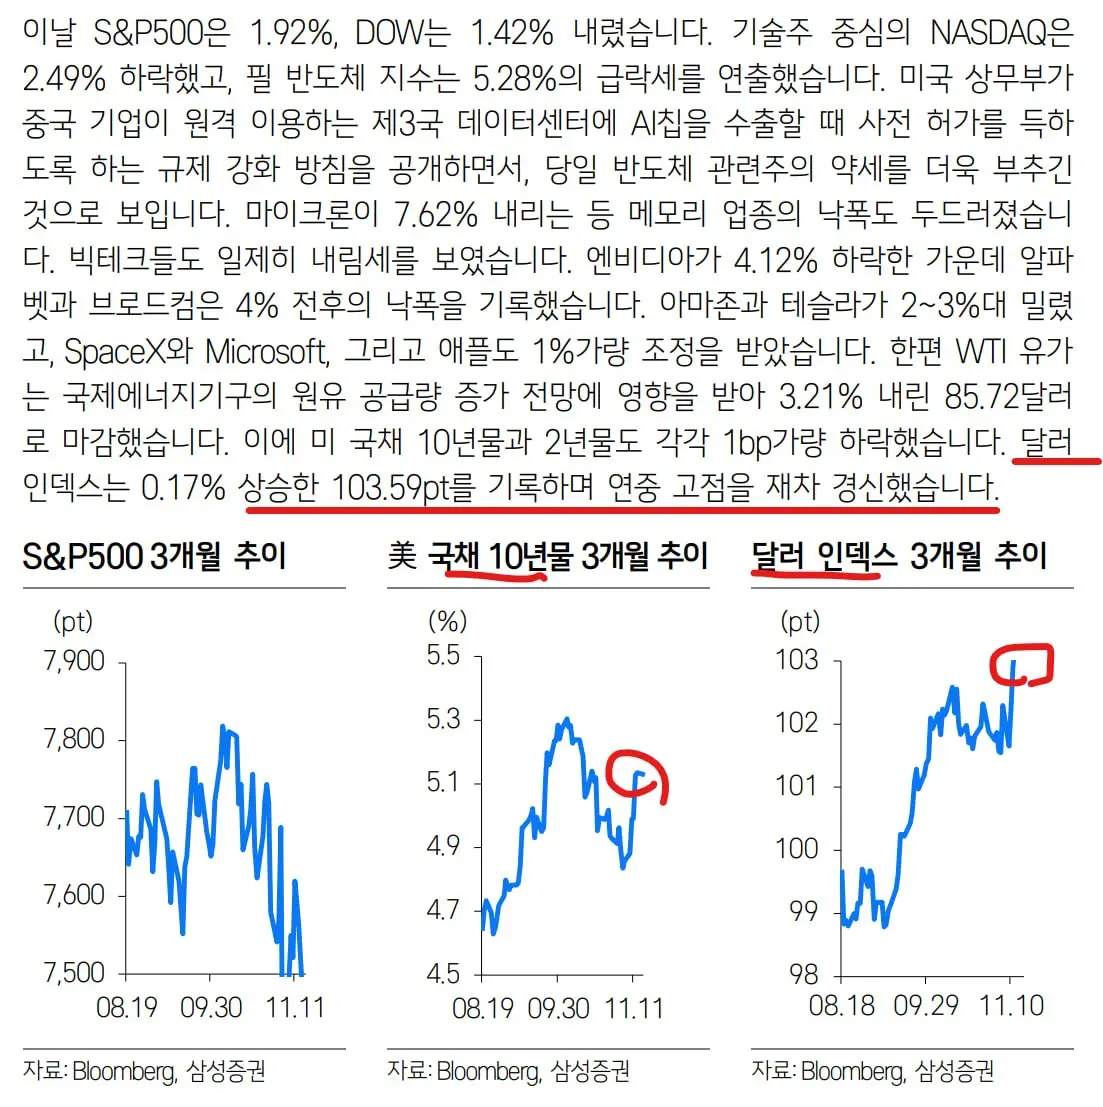 이날 S&P500은 1.92%, DOW는 1.42% 내렸습니다. 기술주 중심의 NASDAQ은
2.49% 하락했고, 필 반도체 지수는 5.28%의 급락세를 연출했습니다. 미국 상무부가
중국 기업이 원격 이용하는 제3국 데이터센터에 AI칩을 수출할 때 사전 허가를 득하
도록 하는 규제 강화 방침을 공개하면서, 당일 반도체 관련주의 약세를 더욱 부추긴
것으로 보입니다. 마이크론이 7.62% 내리는 등 메모리 업종의 낙폭도 두드러졌습니
다. 빅테크들도 일제히 내림세를 보였습니다. 엔비디아가 4.12% 하락한 가운데 알파
벳과 브로드컴은 4% 전후의 낙폭을 기록했습니다. 아마존과 테슬라가 2~3%대 밀렸
고, SpaceX와 Microsoft, 그리고 애플도 1%가량 조정을 받았습니다. 한편 WTI 유가
는 국제에너지기구의 원유 공급량 증가 전망에 영향을 받아 3.21% 내린 85.72달러
로 마감했습니다. 이에 미 국채 10년물과 2년물도 각각 1bp가량 하락했습니다. 달러
인덱스는 0.17% 상승한 103.59pt를 기록하며 연중 고점을 재차 경신했습니다.
S&P500 3개월 추이
(pt)
7,900
7,800
7,700
7,600
7,500
08.19 09.30 11.11
자료: Bloomberg, 삼성증권
美 국채 10년물 3개월 추이
(%)
5.5
5.3
5.1
4.9
4.7
4.5
08.19 09.30 11.11
자료: Bloomberg, 삼성증권
달러 인덱스 3개월 추이
(pt)
103
102
101
100
99
98
08.18 09.29 11.10
자료: Bloomberg, 삼성증권